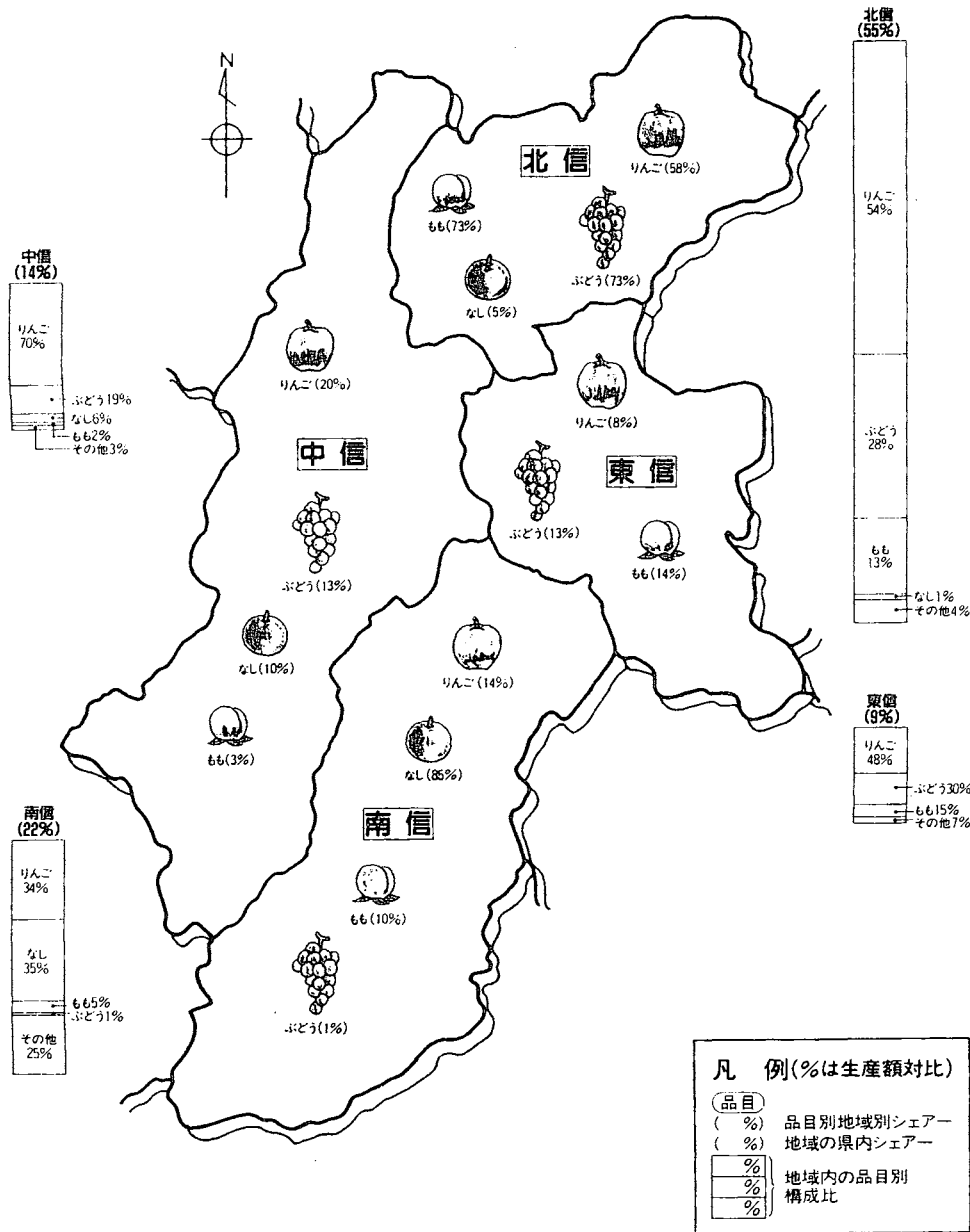 N
北信
(55%)
りんご
54%
ぶどう
28%
もも
13%
なし1%
その他4%
北信
りんご(58%)
もも(73%)
ぶどう(73%)
なし(5%)
中信
(14%)
りんご
70%
ぶどう19%
なし6%
もも2%
その他3%
りんご(20%)
中信
ぶどう(13%)
なし(10%)
もも(3%)
りんご(8%)
東信
ぶどう(13%)
もも(14%)
東信
(9%)
りんご
48%
ぶどう30%
もも15%
その他7%
りんご(14%)
なし(85%)
南信
もも(10%)
ぶどう(1%)
南信
(22%)
りんご
34%
なし
35%
もも5%
ぶどう1%
その他
25%
凡 例(%は生産額対比)
品目
( %) 品目別地域別シェアー
( %) 地域の県内シェアー
%
%
%
地域内の品目別
構成比